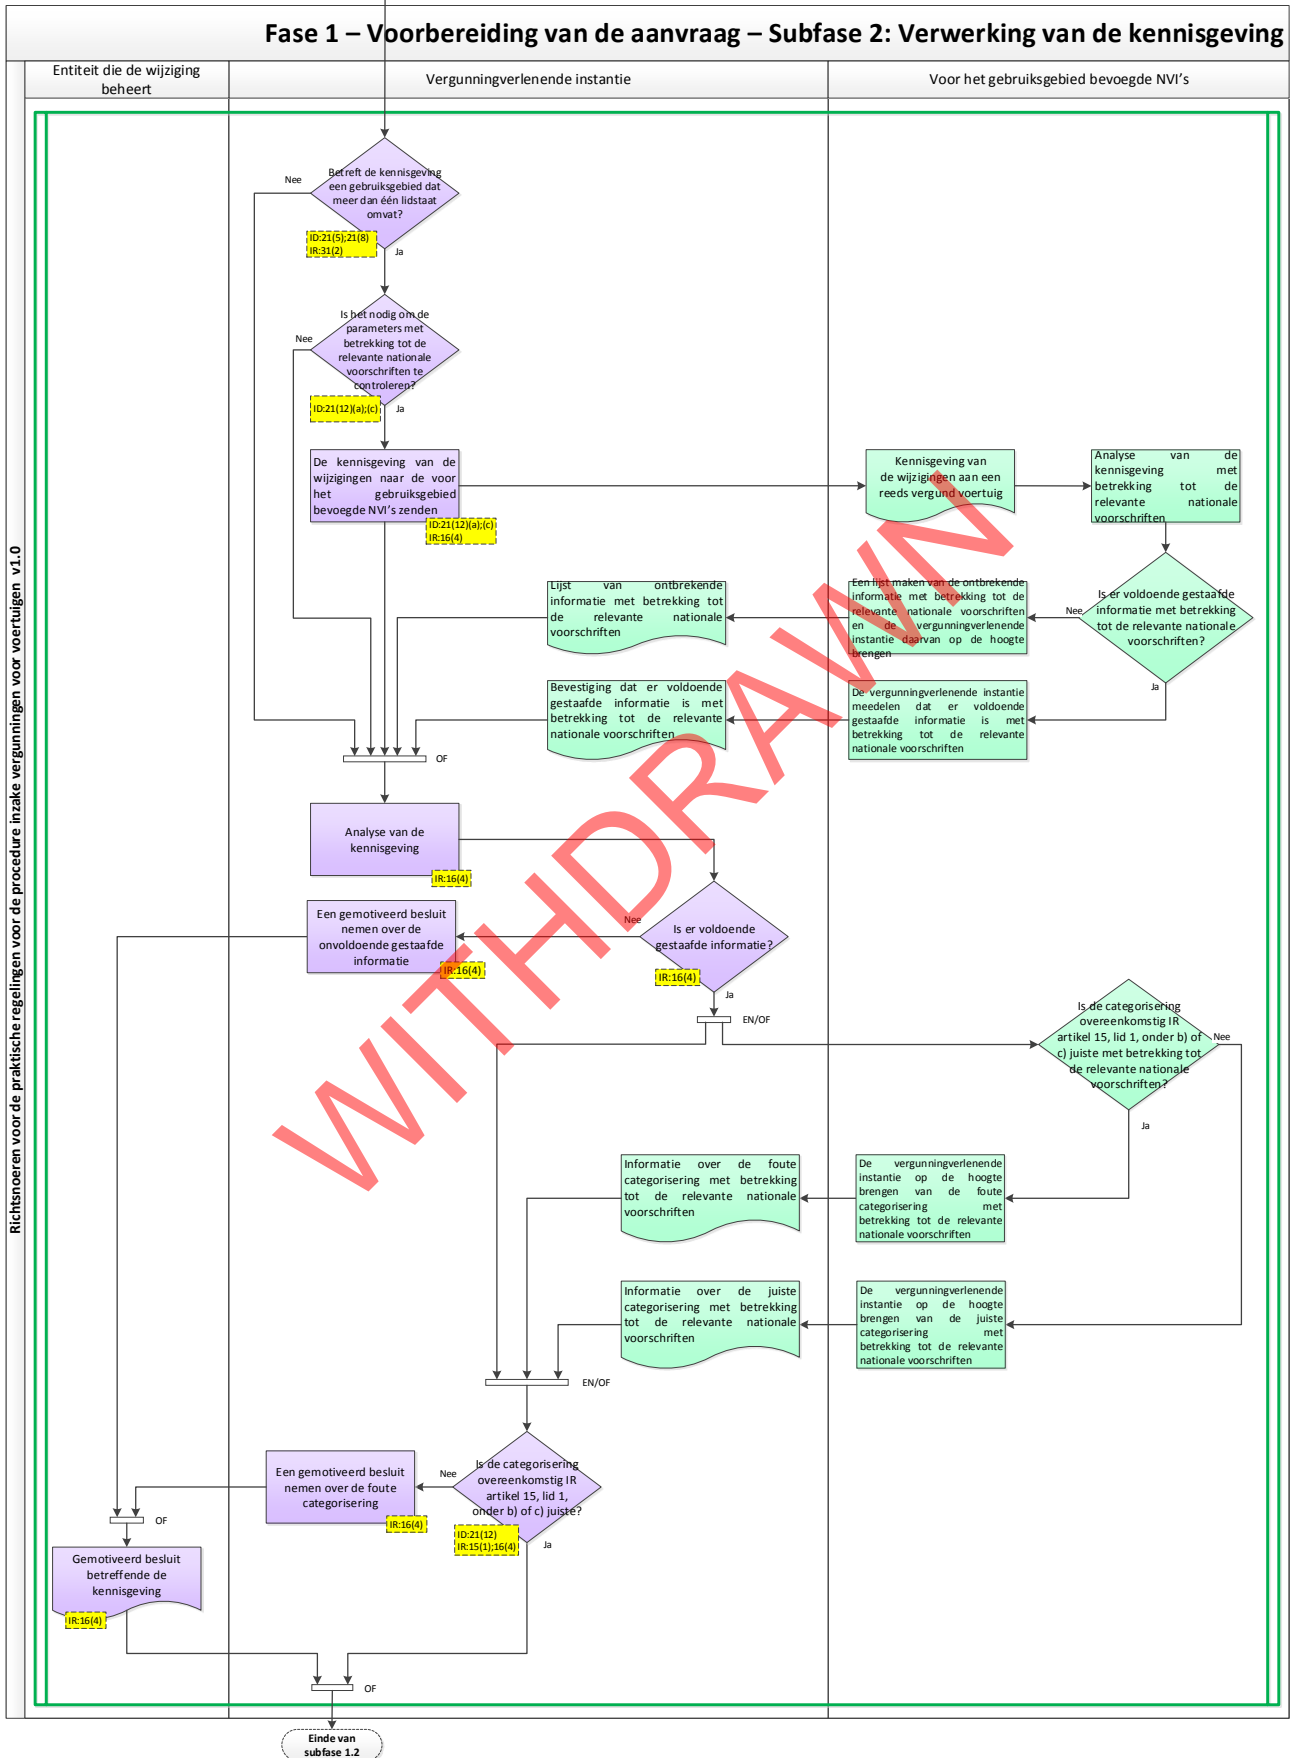 Fase 1 – Voorbereiding van de aanvraag – Subfase 2: Verwerking van de kennisgeving
Entiteit die de wijziging
beheert
Vergunningverlenende instantie
Voor het gebruiksgebied bevoegde NVI's
Richtsnoeren voor de praktische regelingen voor de procedure inzake vergunningen voor voertuigen v1.0
Betreft de kennisgeving
een gebruiksgebied dat
meer dan één lidstaat
omvat?
Nee
ID:21(5);21(8)
IR:31(2)
Ja
Is het nodig om de
parameters met
betrekking tot de
relevante nationale
voorschriften te
controleren?
Nee
ID:21(12)(a);(c)
Ja
De kennisgeving van de
wijzigingen naar de voor
het gebruiksgebied
bevoegde NVI's zenden
ID:21(12)(a);(c)
IR:16(4)
Kennisgeving van
de wijzigingen aan een
reeds vergund voertuig
Analyse van de
kennisgeving met
betrekking tot de
relevante nationale
voorschriften
Is er voldoende gestaafde
informatie met betrekking
tot de relevante nationale
voorschriften?
Nee
Ja
Een lijst maken van de ontbrekende
informatie met betrekking tot de
relevante nationale voorschriften
en de vergunningverlenende
instantie daarvan op de hoogte
brengen
Lijst van ontbrekende
informatie met betrekking tot
de relevante nationale
voorschriften
De vergunningverlenende instantie
meedelen dat er voldoende
gestaafde informatie is met
betrekking tot de relevante
nationale voorschriften
Bevestiging dat er voldoende
gestaafde informatie is met
betrekking tot de relevante
nationale voorschriften
OF
Analyse van de
kennisgeving
IR:16(4)
Is er voldoende
gestaafde informatie?
Nee
IR:16(4)
Ja
Een gemotiveerd besluit
nemen over de
onvoldoende gestaafde
informatie
IR:16(4)
EN/OF
Is de categorisering
overeenkomstig IR
artikel 15, lid 1, onder b) of
c) juiste met betrekking tot
de relevante nationale
voorschriften?
Nee
Ja
De vergunningverlenende
instantie op de hoogte
brengen van de foute
categorisering met
betrekking tot de relevante
nationale voorschriften
Informatie over de foute
categorisering met betrekking
tot de relevante nationale
voorschriften
De vergunningverlenende
instantie op de hoogte
brengen van de juiste
categorisering met
betrekking tot de relevante
nationale voorschriften
Informatie over de juiste
categorisering met betrekking
tot de relevante nationale
voorschriften
EN/OF
Is de categorisering
overeenkomstig IR
artikel 15, lid 1,
onder b) of c) juiste?
Nee
ID:21(12)
IR:15(1);16(4)
Ja
Een gemotiveerd besluit
nemen over de foute
categorisering
IR:16(4)
OF
Gemotiveerd besluit
betreffende de
kennisgeving
IR:16(4)
OF
Einde van
subfase 1.2
WITHDRAWN